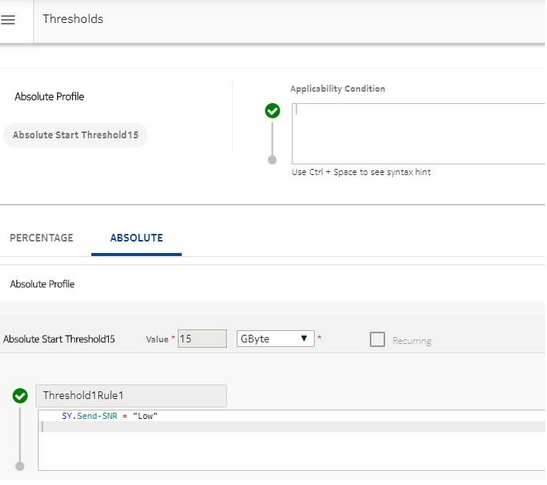 Thresholds
Absolute Profile
Applicability Condition
Absolute Start Threshold15
Use Ctrl + Space to see syntax hint
PERCENTAGE ABSOLUTE
Absolute Profile
Absolute Start Threshold15 Value * 15 GByte * Recurring
Threshold1Rule1
SY.Send-SNR = "Low"